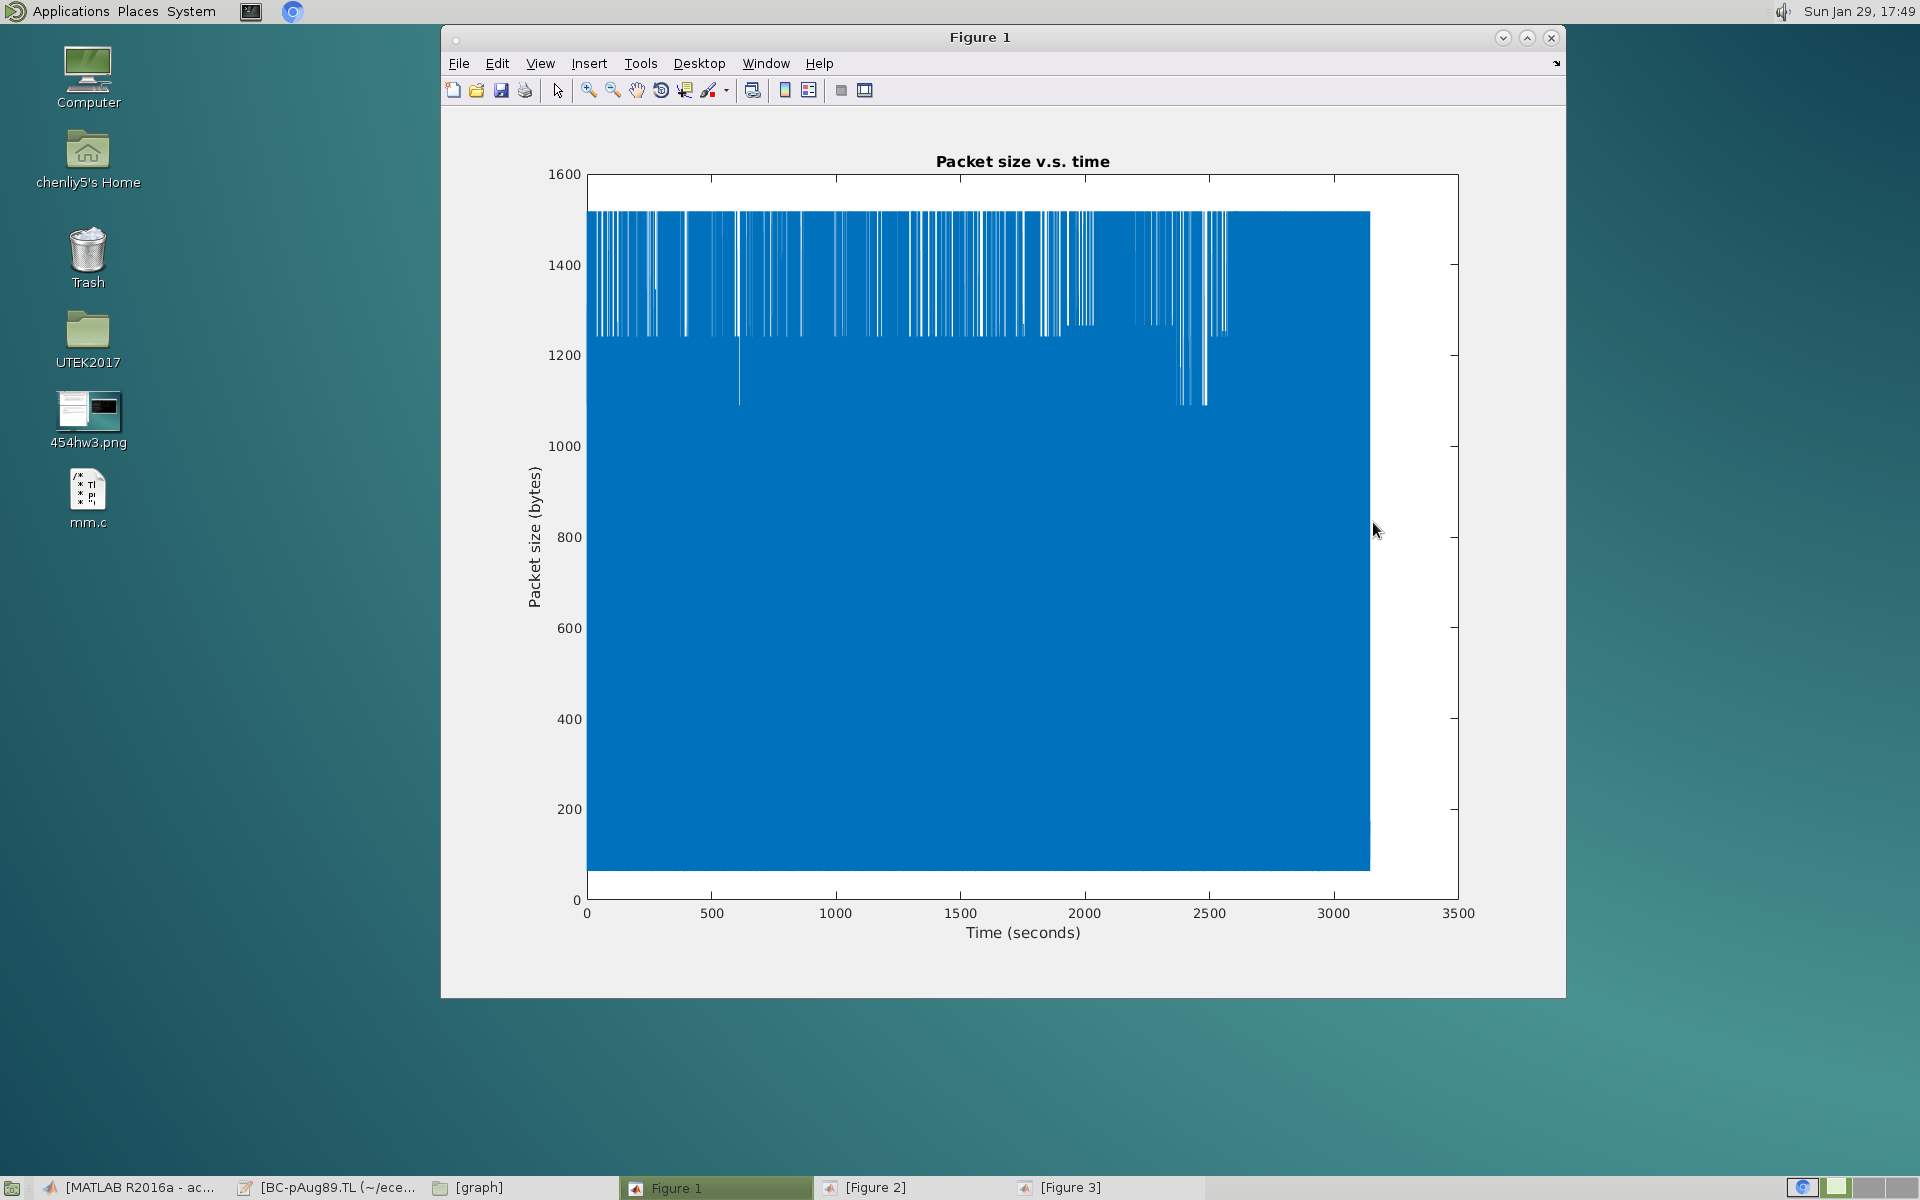 Applications Places System
Sun Jan 29, 17:49
Computer
chenliy5's Home
Trash
UTEK2017
454hw3.png
/*
* Tl
* p
*
mm.c
Figure 1
File Edit View Insert Tools Desktop Window Help
Packet size v.s. time
1600
1400
1200
1000
800
600
400
200
0
Packet size (bytes)
0 500 1000 1500 2000 2500 3000 3500
Time (seconds)
[MATLAB R2016a - ac... [BC-pAug89.TL (~/ece... [graph] Figure 1 [Figure 2] [Figure 3]